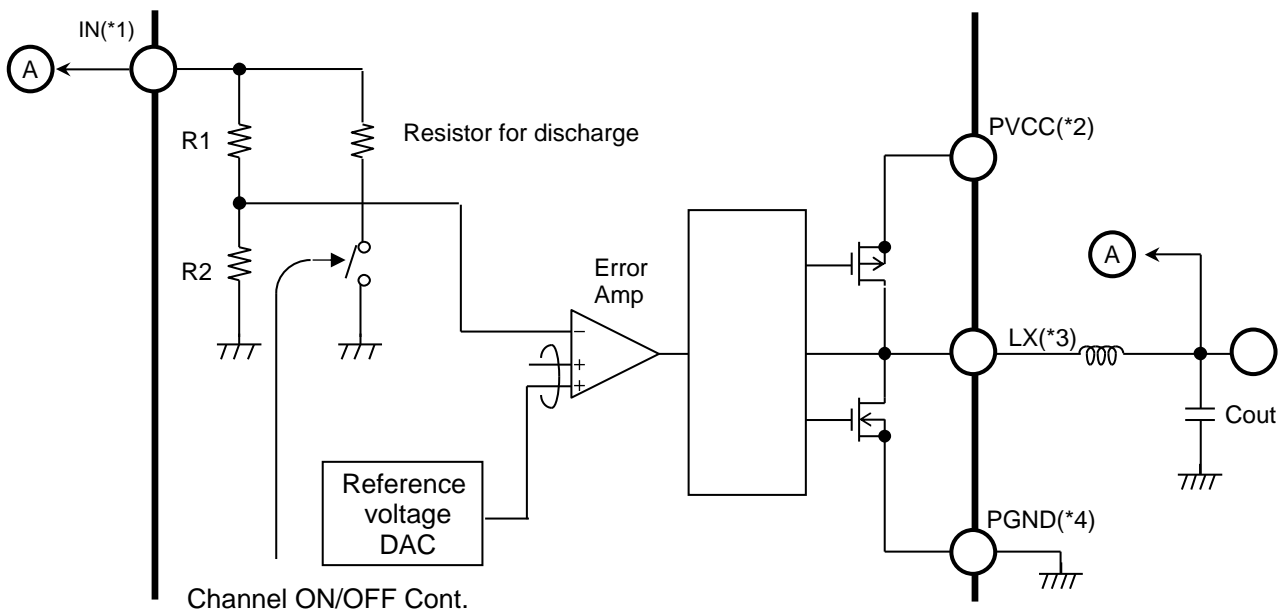 IN(*1)
A
R1
Resistor for discharge
PVCC(*2)
R2
Error
Amp
A
−
+
+
LX(*3)
Cout
Reference
voltage
DAC
PGND(*4)
Channel ON/OFF Cont.